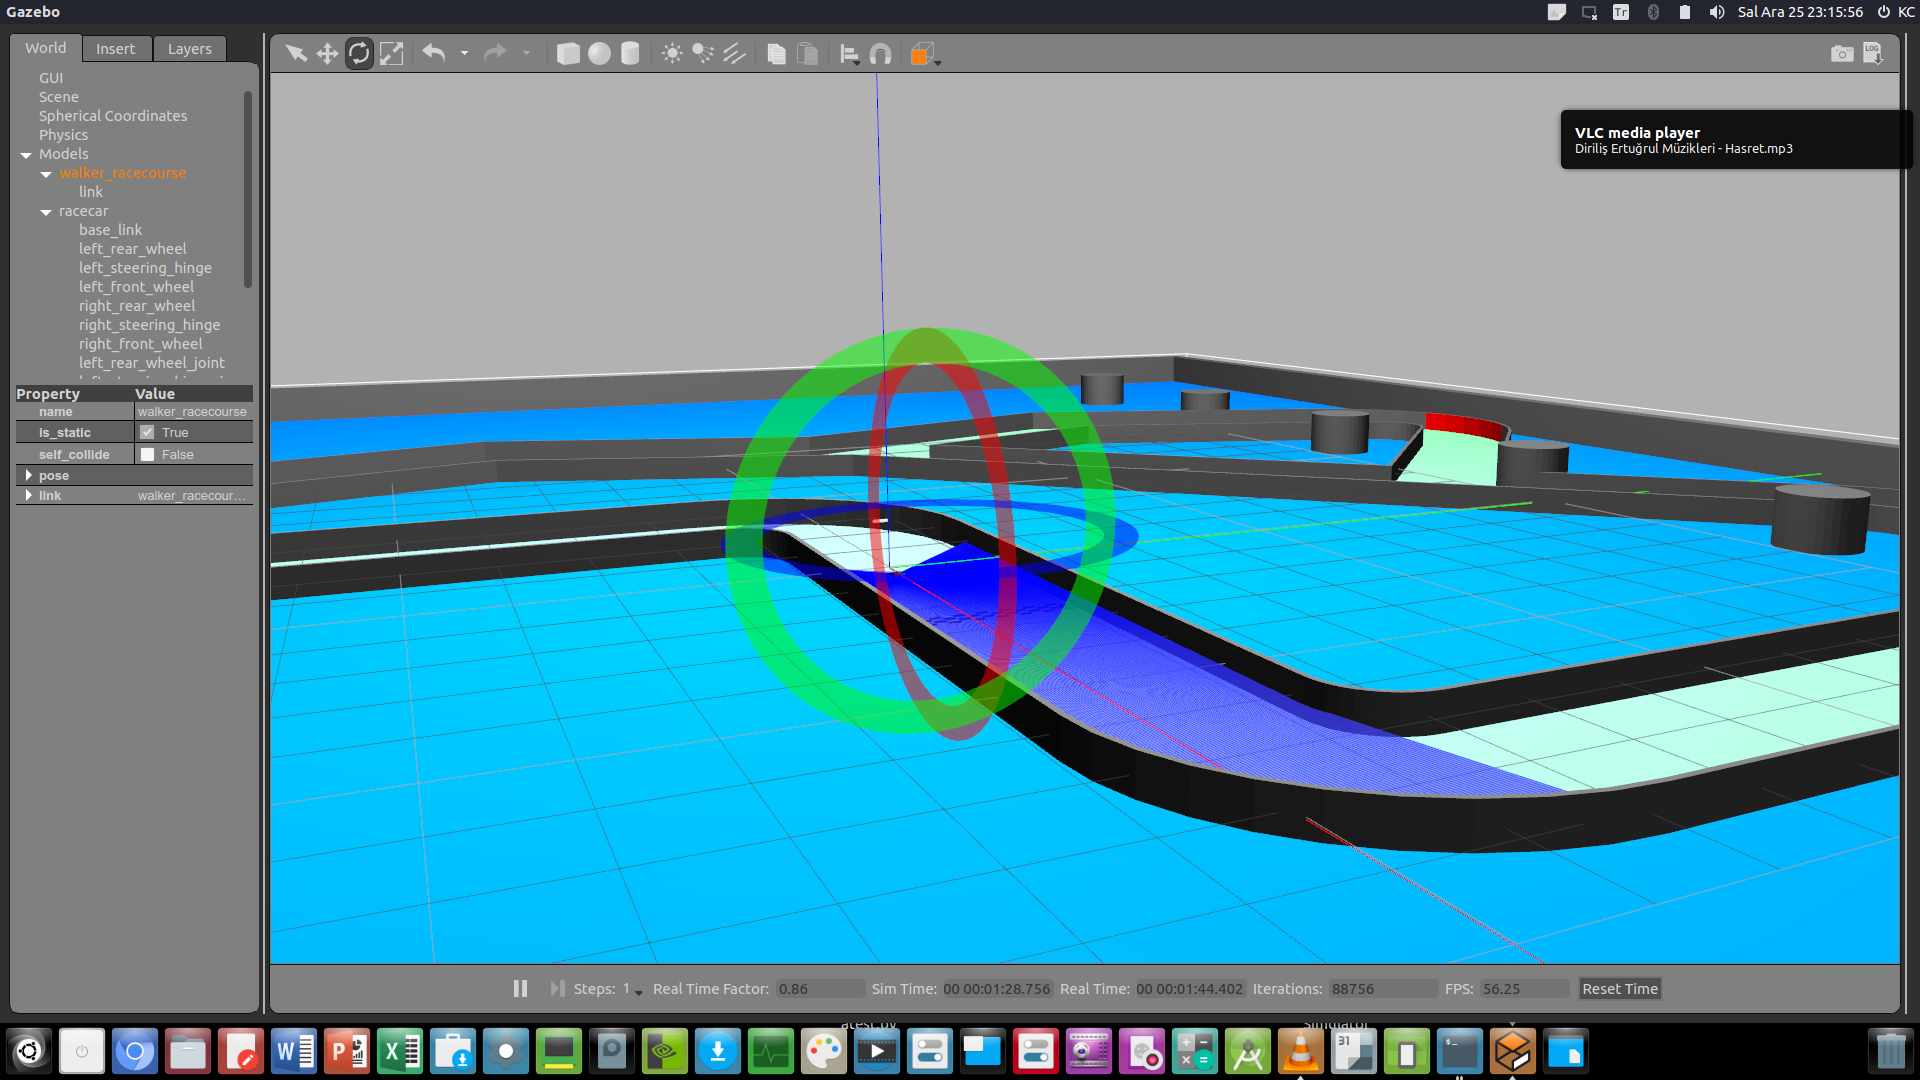 Gazebo
Tr
Sal Ara 25 23:15:56
KC
World
Insert
Layers
LOG
GUI
Scene
Spherical Coordinates
Physics
Models
walker_racecourse
link
racecar
base_link
left_rear_wheel
left_steering_hinge
left_front_wheel
right_rear_wheel
right_steering_hinge
right_front_wheel
left_rear_wheel_joint
VLC media player
Diriliş Ertuğrul Müzikleri - Hasret.mp3
Property Value
name walker_racecourse
is_static True
self_collide False
pose
link walker_racecour...
Steps: 1 Real Time Factor: 0.86 Sim Time: 00 00:01:28.756 Real Time: 00 00:01:44.402 Iterations: 88756 FPS: 56.25 Reset Time
W
P
X
31
$_